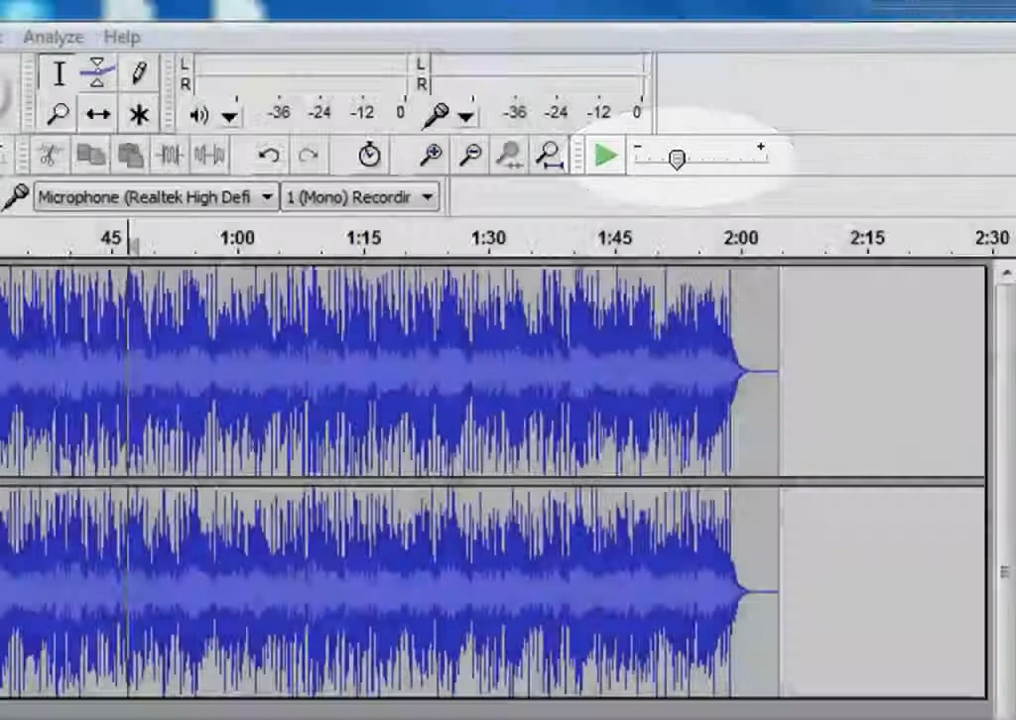 Analyze Help
L
R
-36 -24 -12 0
L
R
-36 -24 -12 0
- +
Microphone (Realtek High Defi 1 (Mono) Recordir
45 1:00 1:15 1:30 1:45 2:00 2:15 2:30